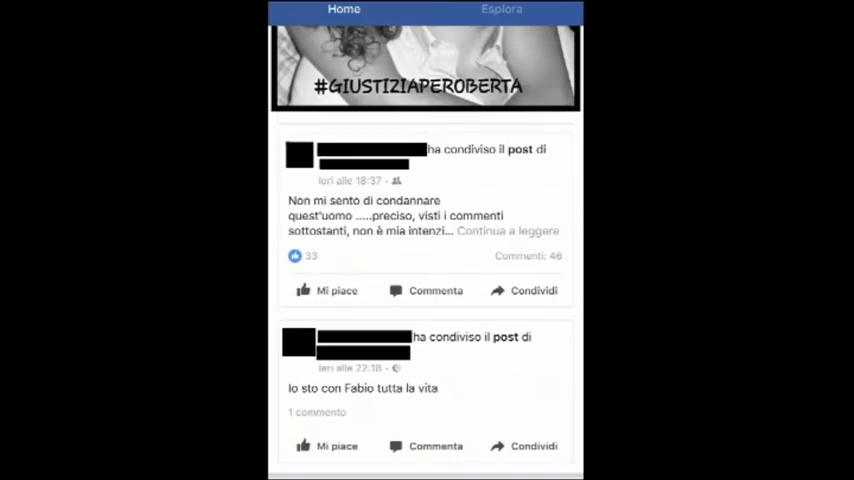 Home
Esplora
#GIUSTIZIAPEROBERTA
ha condiviso il post di
Ieri alle 18:37 ·
Non mi sento di condannare
quest'uomo .....preciso, visti i commenti
sottostanti, non è mia intenzi... Continua a leggere
33
Commenti: 46
Mi piace
Commenta
Condividi
ha condiviso il post di
Ieri alle 22:18 ·
Io sto con Fabio tutta la vita
1 commento
Mi piace
Commenta
Condividi